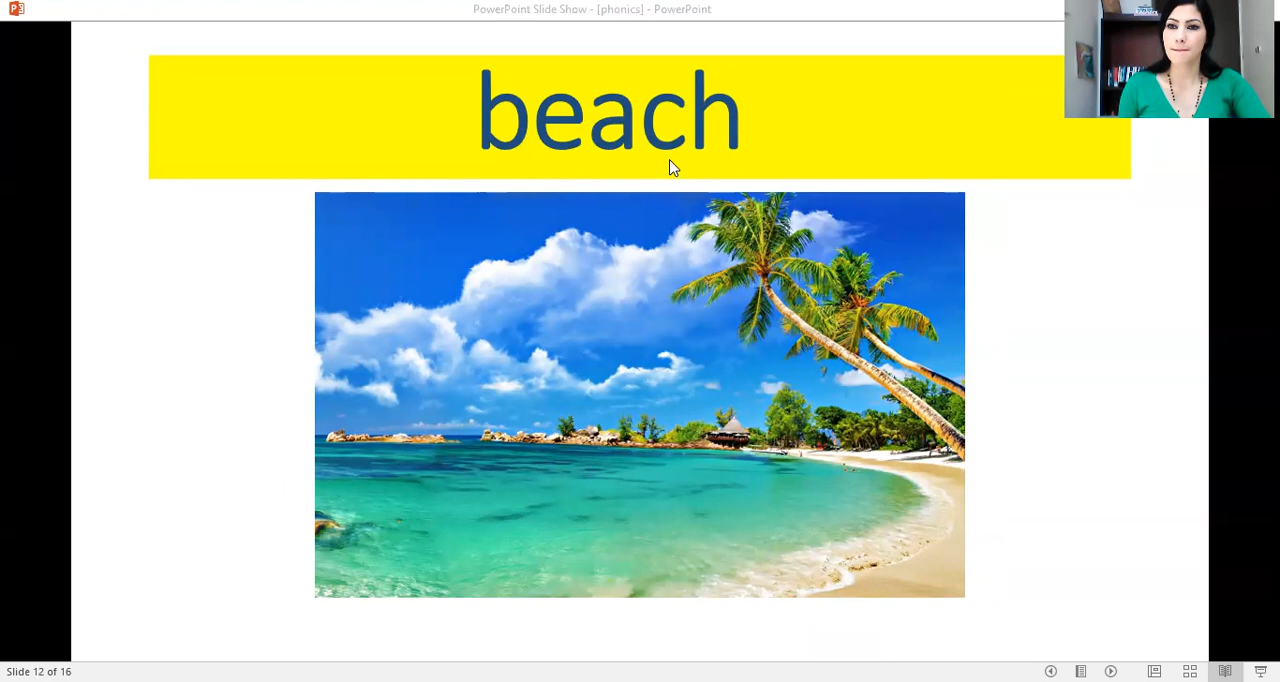 PowerPoint Slide Show - [phonics] - PowerPoint
beach
Slide 12 of 16